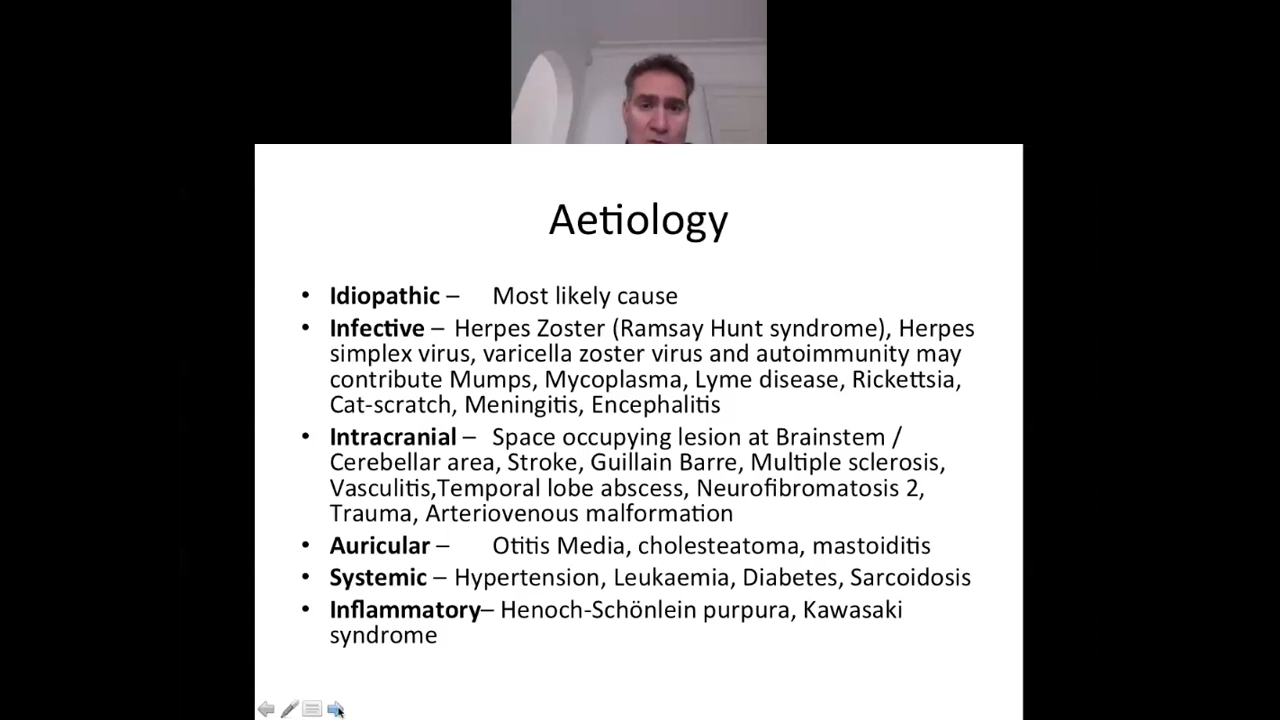 Aetiology
• Idiopathic – Most likely cause
• Infective – Herpes Zoster (Ramsay Hunt syndrome), Herpes
simplex virus, varicella zoster virus and autoimmunity may
contribute Mumps, Mycoplasma, Lyme disease, Rickettsia,
Cat-scratch, Meningitis, Encephalitis
• Intracranial – Space occupying lesion at Brainstem /
Cerebellar area, Stroke, Guillain Barre, Multiple sclerosis,
Vasculitis,Temporal lobe abscess, Neurofibromatosis 2,
Trauma, Arteriovenous malformation
• Auricular – Otitis Media, cholesteatoma, mastoiditis
• Systemic – Hypertension, Leukaemia, Diabetes, Sarcoidosis
• Inflammatory– Henoch-Schönlein purpura, Kawasaki
syndrome